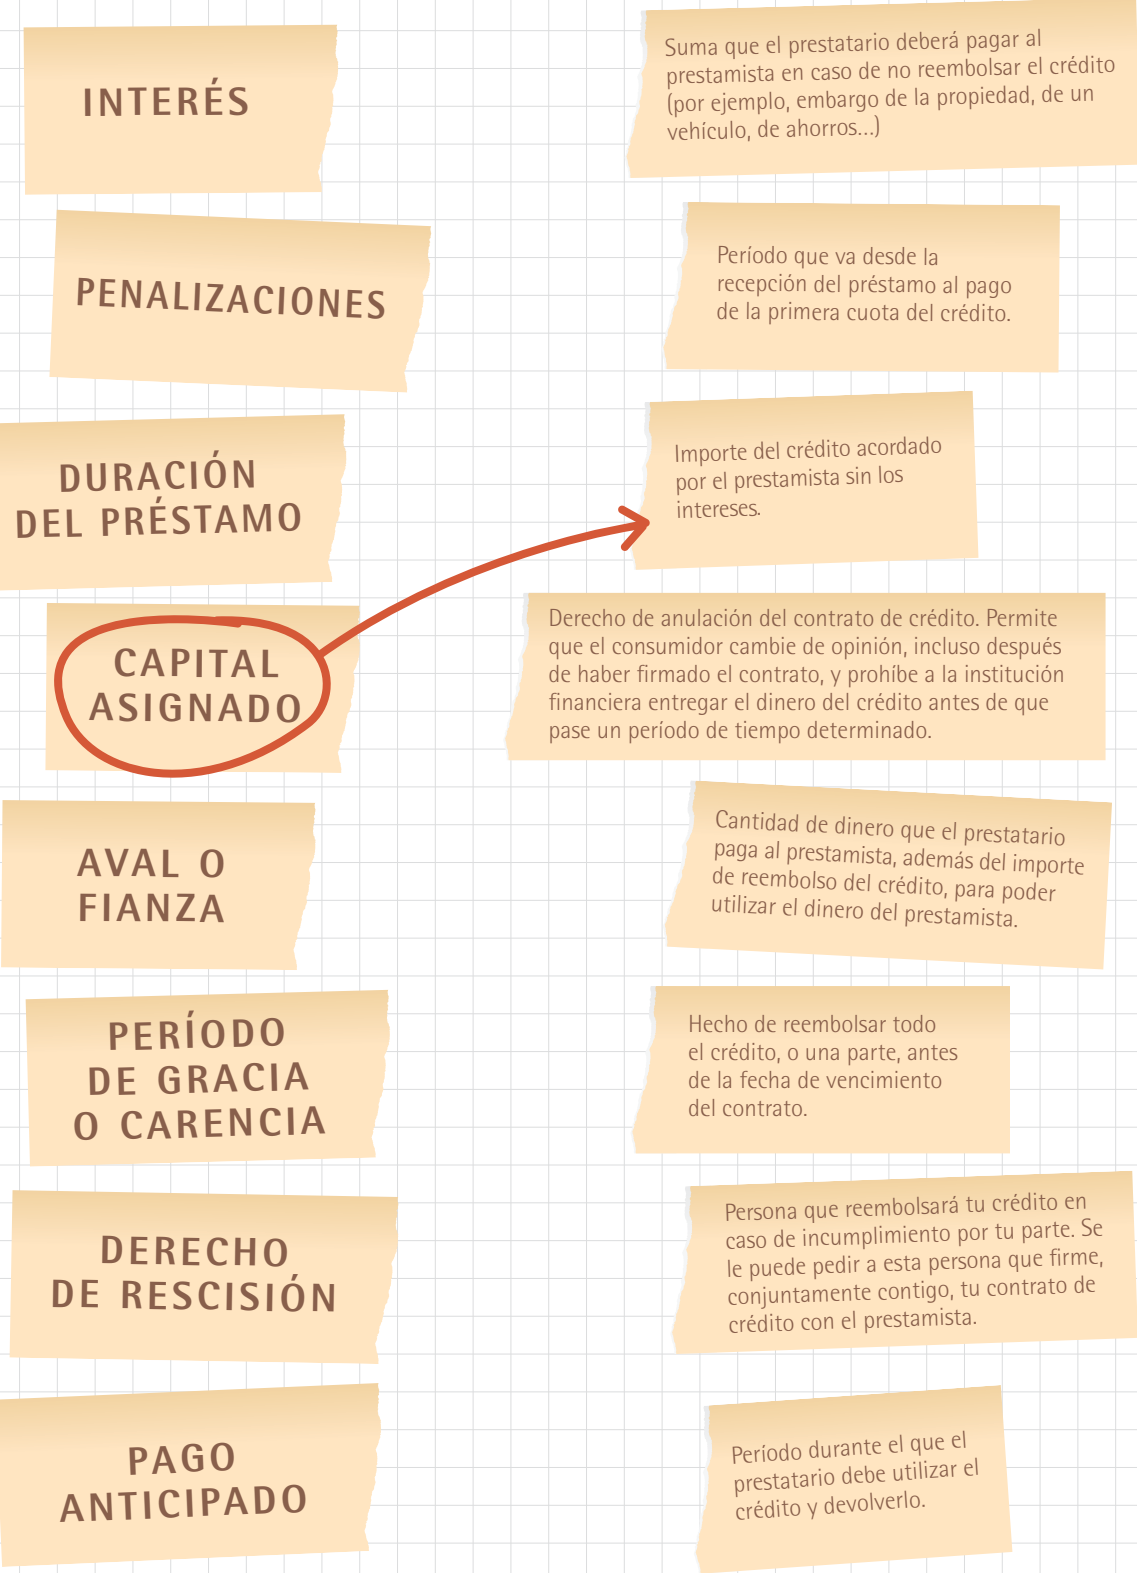 INTERÉS
Suma que el prestatario deberá pagar al
prestamista en caso de no reembolsar el crédito
(por ejemplo, embargo de la propiedad, de un
vehículo, de ahorros...)
PENALIZACIONES
Período que va desde la
recepción del préstamo al pago
de la primera cuota del crédito.
DURACIÓN
DEL PRÉSTAMO
Importe del crédito acordado
por el prestamista sin los
intereses.
CAPITAL
ASIGNADO
Derecho de anulación del contrato de crédito. Permite
que el consumidor cambie de opinión, incluso después
de haber firmado el contrato, y prohíbe a la institución
financiera entregar el dinero del crédito antes de que
pase un período de tiempo determinado.
AVAL O
FIANZA
Cantidad de dinero que el prestatario
paga al prestamista, además del importe
de reembolso del crédito, para poder
utilizar el dinero del prestamista.
PERÍODO
DE GRACIA
O CARENCIA
Hecho de reembolsar todo
el crédito, o una parte, antes
de la fecha de vencimiento
del contrato.
DERECHO
DE RESCISIÓN
Persona que reembolsará tu crédito en
caso de incumplimiento por tu parte. Se
le puede pedir a esta persona que firme,
conjuntamente contigo, tu contrato de
crédito con el prestamista.
PAGO
ANTICIPADO
Período durante el que el
prestatario debe utilizar el
crédito y devolverlo.